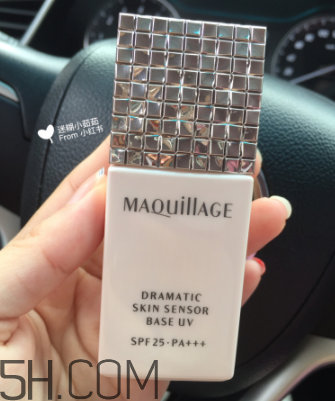 迷糊小茹茹
From 小红书
MAQuillAGE
DRAMATIC
SKIN SENSOR
BASE UV
SPF25·PA+++
5H.COM